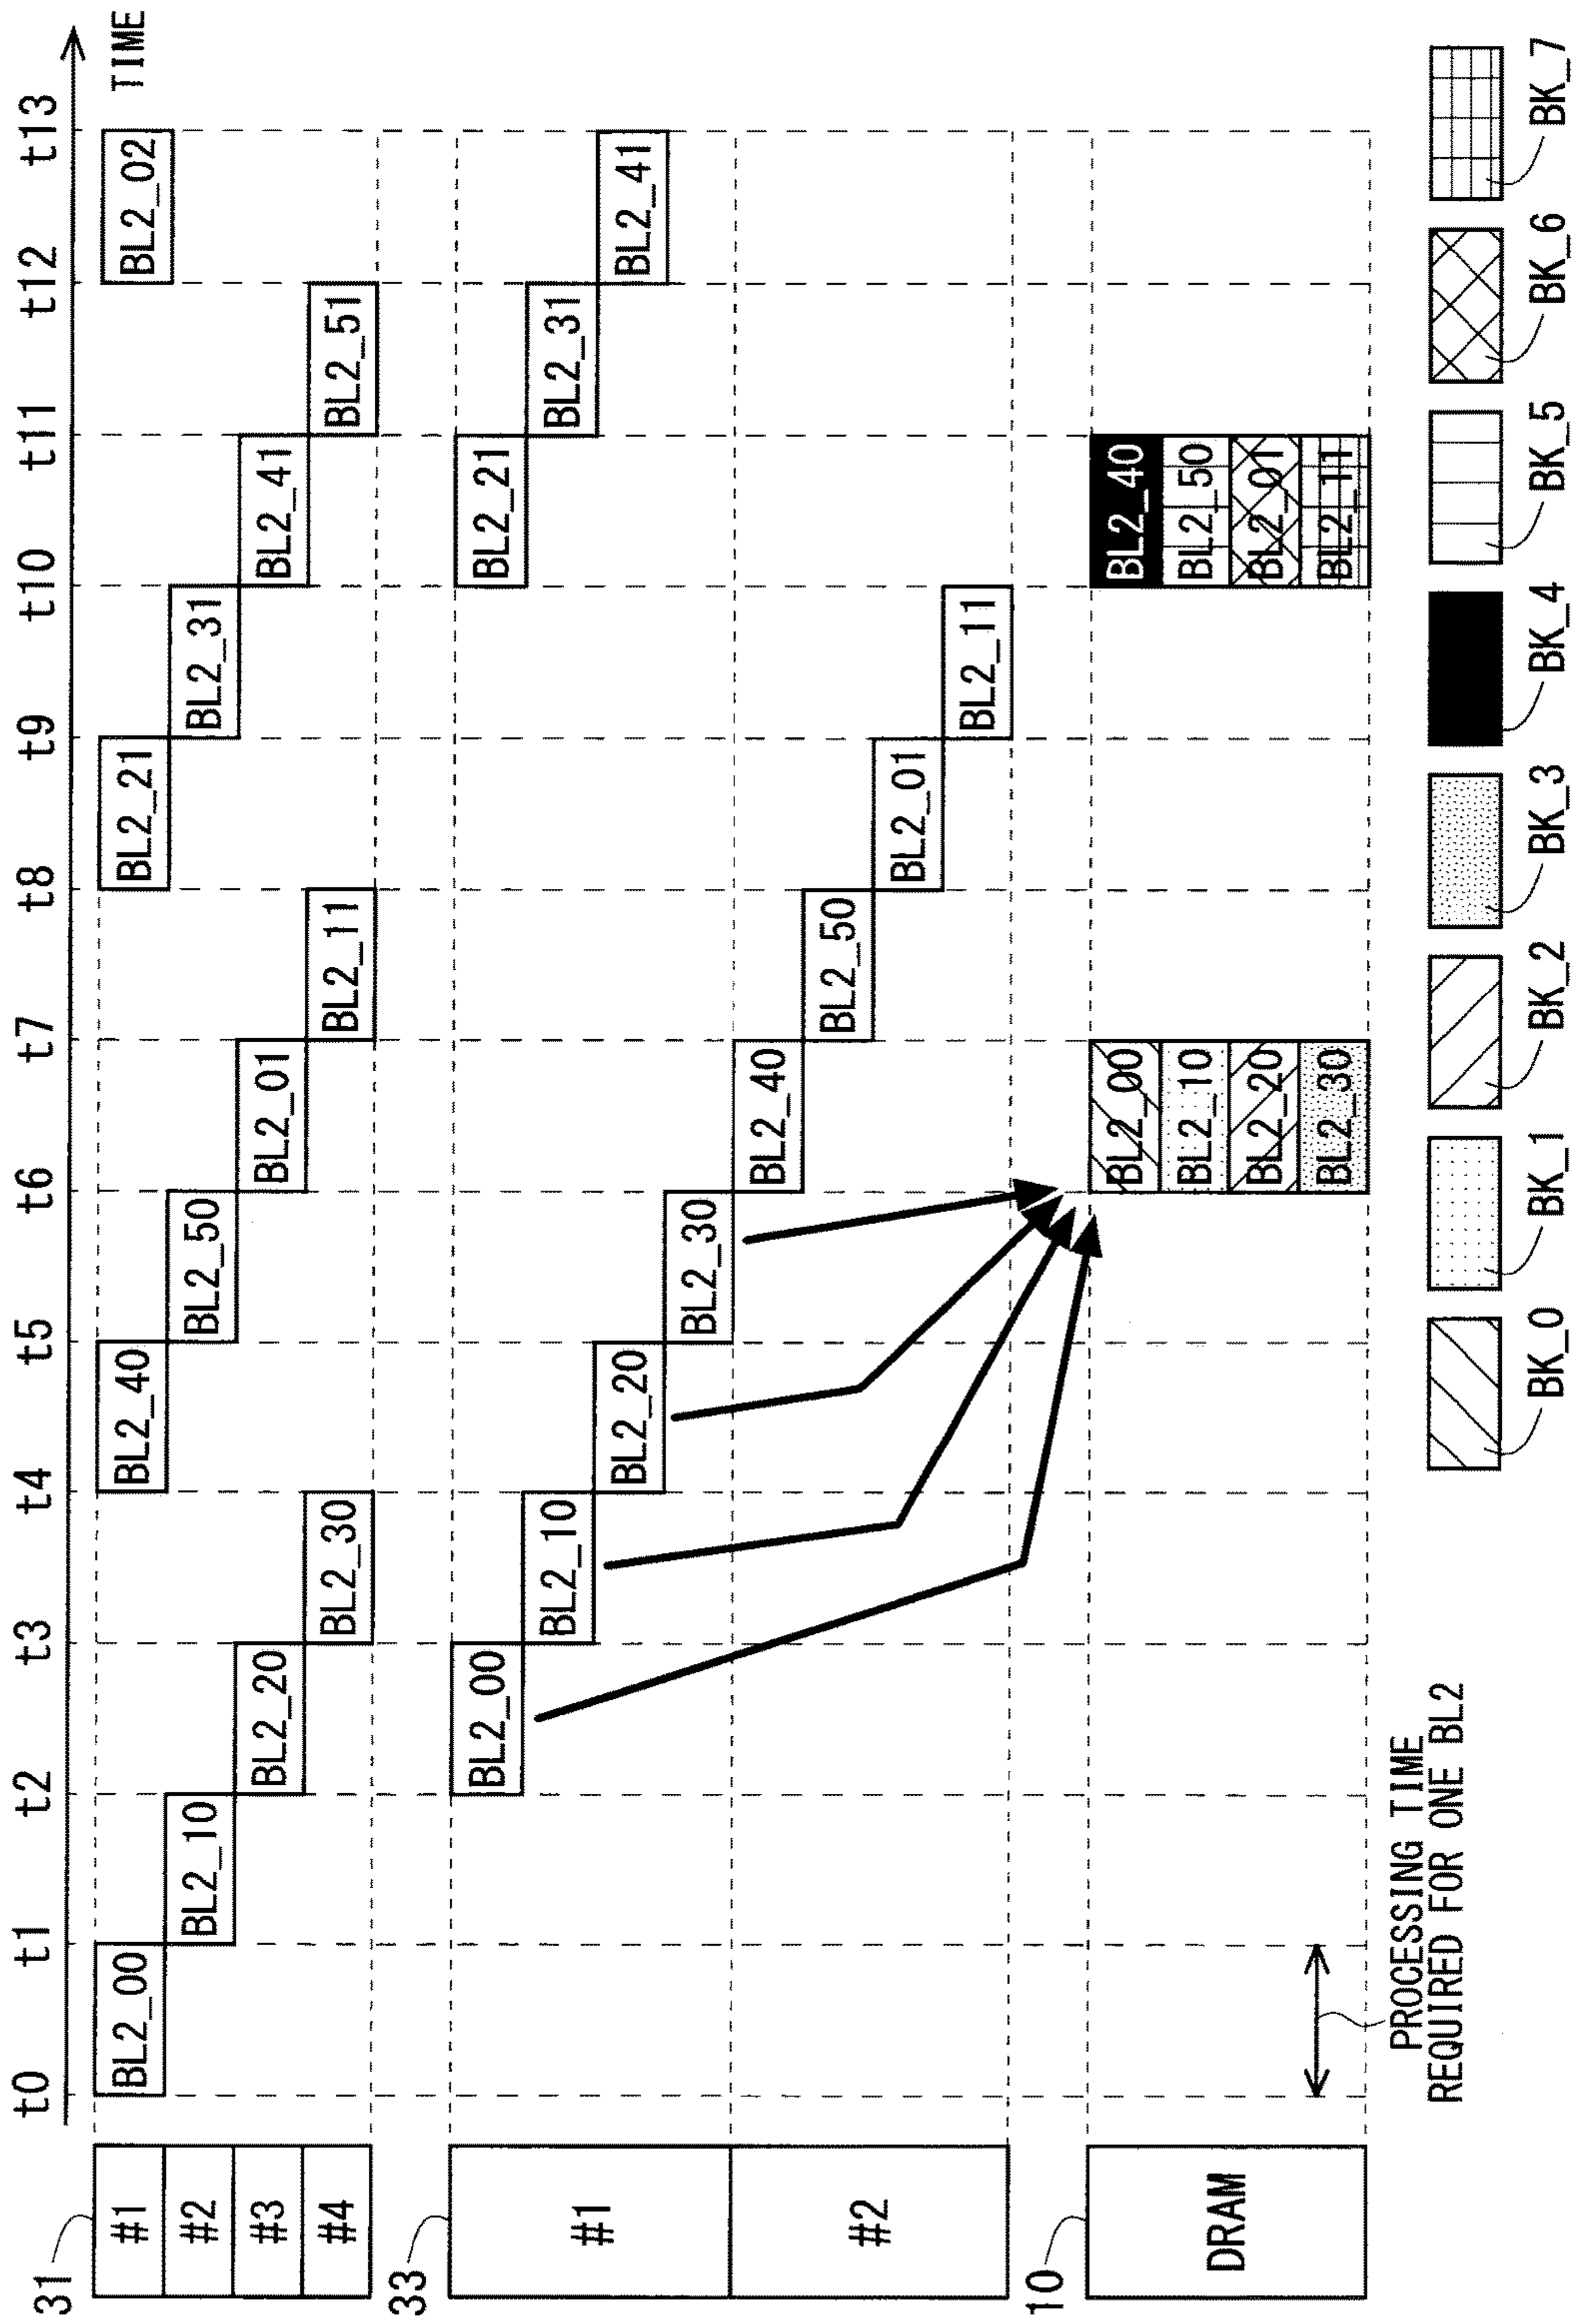 t0 t1 t2 t3 t4 t5 t6 t7 t8 t9 t10 t11 t12 t13
TIME
31
#1 BL2_00 BL2_40 BL2_21 BL2_02
#2 BL2_10 BL2_50 BL2_31
#3 BL2_20 BL2_01 BL2_41
#4 BL2_30 BL2_11 BL2_51
33
#1
BL2_00 BL2_21
BL2_10 BL2_31
BL2_20 BL2_41
BL2_30
#2
BL2_40
BL2_50
BL2_01
BL2_11
10
DRAM
BL2_00 BL2_40
BL2_10 BL2_50
BL2_20 BL2_01
BL2_30 BL2_11
PROCESSING TIME
REQUIRED FOR ONE BL2
BK_0 BK_1 BK_2 BK_3 BK_4 BK_5 BK_6 BK_7